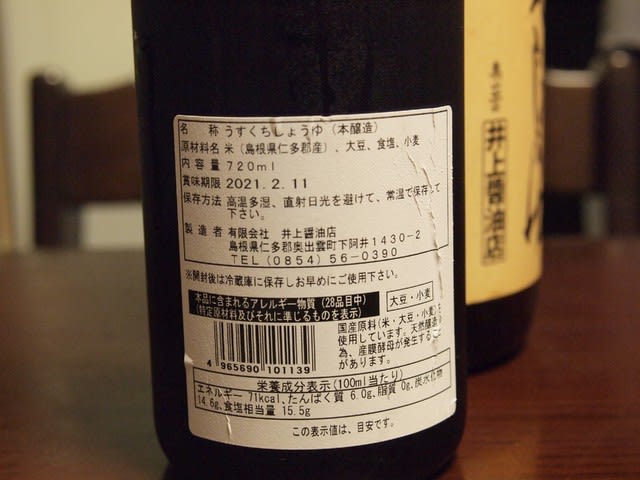 名　　称 うすくちしょうゆ（本醸造）
原材料名 米（島根県仁多郡産）、大豆、食塩、小麦
内 容 量 720ml
賞味期限 2021.2.11
保存方法 高温多湿、直射日光を避けて、常温で保存して
下さい。
製 造 者 有限会社　井上醤油店
島根県仁多郡奥出雲町下阿井1430-2
TEL（0854）56-0390
※開封後は冷蔵庫に保存しお早めにご使用下さい。
本品に含まれるアレルギー物質（28品目中）
（特定原材料及びそれに準じるものを表示）
大豆・小麦
国産原料（米・大豆・小麦）を
使用しています。天然醸造の
為、産膜酵母が発生すること
があります。
4 965690 101139
栄養成分表示（100ml当たり）
エネルギー 71kcal、たんぱく質 6.0g、脂質 0g、炭水化物
14.6g、食塩相当量 15.5g
この表示値は、目安です。
井上醤油店